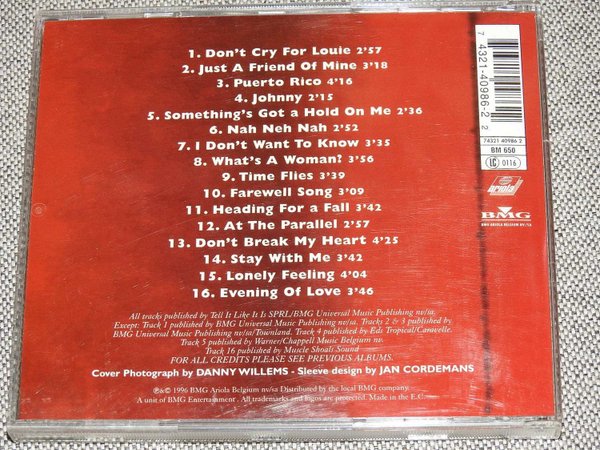 1. Don't Cry For Louie 2'57
2. Just A Friend Of Mine 3'18
3. Puerto Rico 4'16
4. Johnny 2'15
5. Something's Got a Hold On Me 2'36
6. Nah Neh Nah 2'52
7. I Don't Want To Know 3'35
8. What's A Woman? 3'56
9. Time Flies 3'39
10. Farewell Song 3'09
11. Heading For a Fall 3'42
12. At The Parallel 2'57
13. Don't Break My Heart 4'25
14. Stay With Me 3'42
15. Lonely Feeling 4'04
16. Evening Of Love 3'46
All tracks published by Tell It Like It Is SPRL/BMG Universal Music Publishing nv/sa.
Except: Track 1 published by BMG Universal Music Publishing nv/sa. Tracks 2 & 3 published by
BMG Universal Music Publishing nv/sa/Townland. Track 4 published by Eds Tropical/Caravelle.
Track 5 published by Warner/Chappell Music Belgium nv.
Track 16 published by Muscle Shoals Sound
FOR ALL CREDITS PLEASE SEE PREVIOUS ALBUMS.
Cover Photograph by DANNY WILLEMS - Sleeve design by JAN CORDEMANS
℗&© 1996 BMG Ariola Belgium nv/sa Distributed by the local BMG company.
A unit of BMG Entertainment. All trademarks and logos are protected. Made in the E.C.
7 4321-40986-2 2
74321 40986 2
BM 650
LC 0116
ARIOLA
BMG
BMG ARIOLA BELGIUM NV/SA